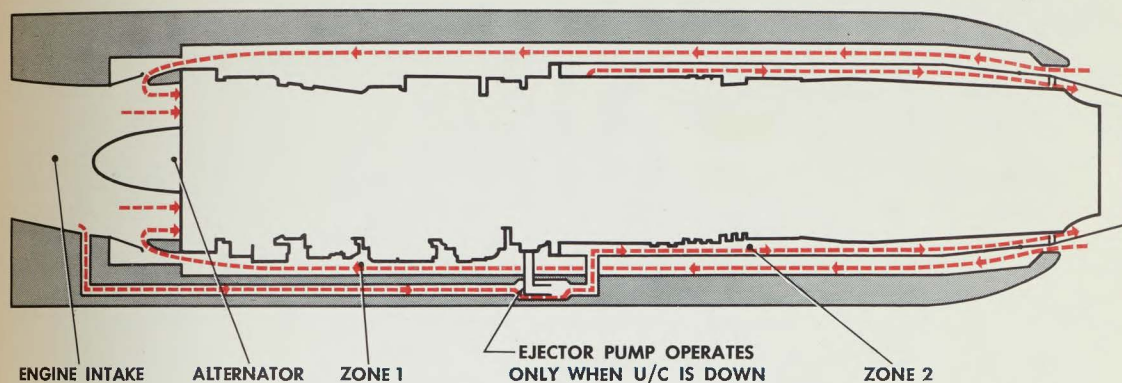 EJECTOR PUMP OPERATES
ENGINE INTAKE ALTERNATOR ZONE 1 ONLY WHEN U/C IS DOWN ZONE 2